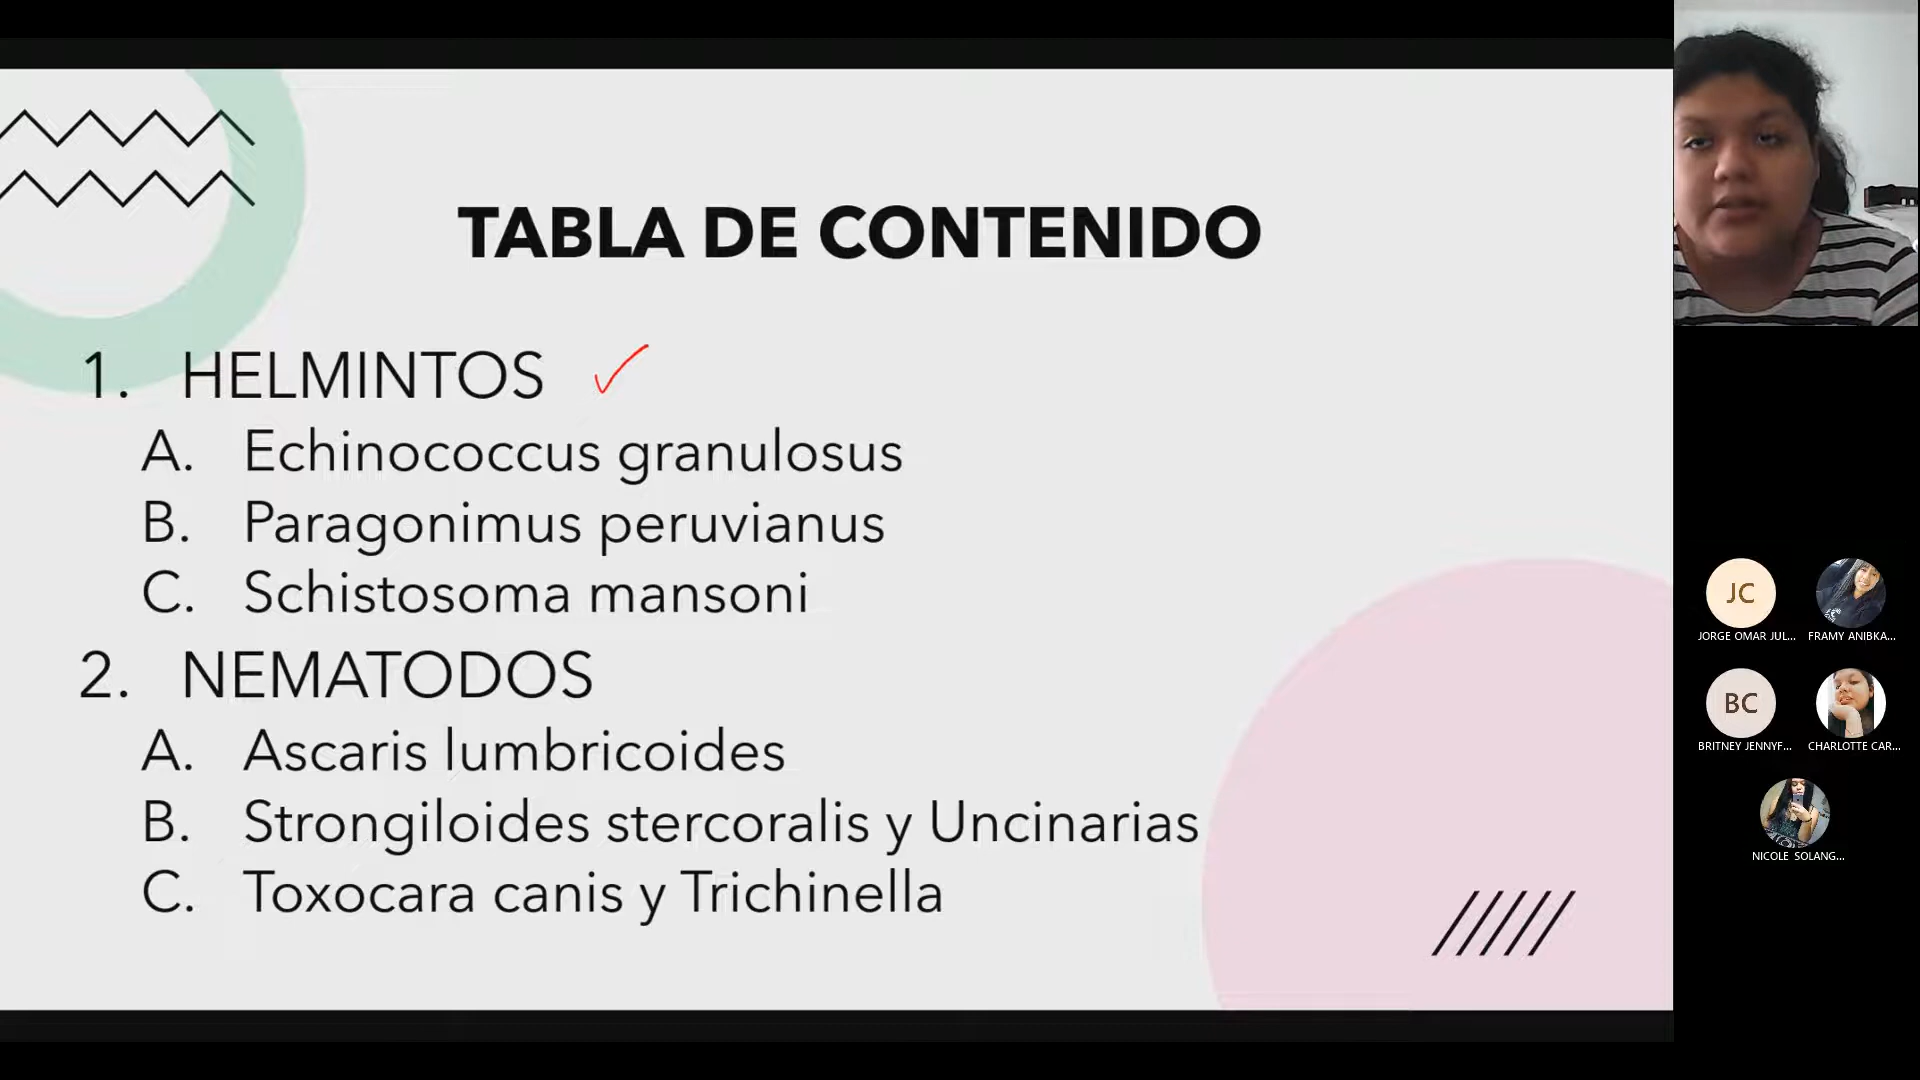 TABLA DE CONTENIDO
1. HELMINTOS
A. Echinococcus granulosus
B. Paragonimus peruvianus
C. Schistosoma mansoni
2. NEMATODOS
A. Ascaris lumbricoides
B. Strongiloides stercoralis y Uncinarias
C. Toxocara canis y Trichinella
JC
JORGE OMAR JUL...
FRAMY ANIBKA...
BC
BRITNEY JENNYF...
CHARLOTTE CAR...
NICOLE SOLANG...